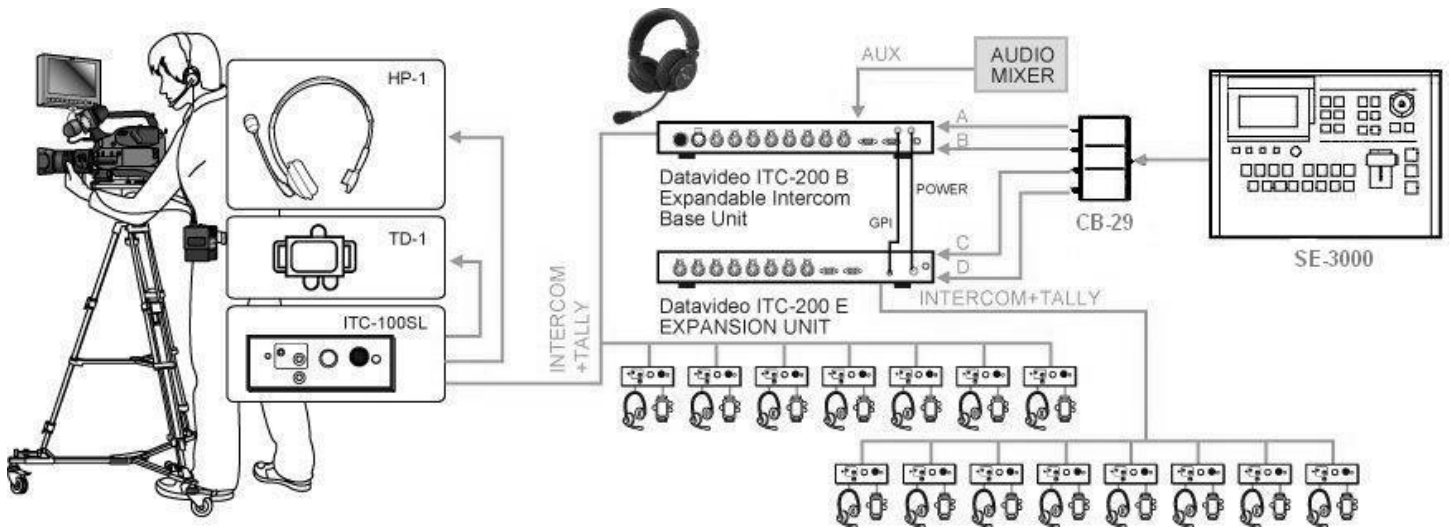 HP-1
TD-1
ITC-100SL
INTERCOM
+TALLY
AUX
AUDIO
MIXER
A
B
Datavideo ITC-200 B
Expandable Intercom
Base Unit
POWER
GPI
C
D
Datavideo ITC-200 E
EXPANSION UNIT
INTERCOM+TALLY
CB-29
SE-3000